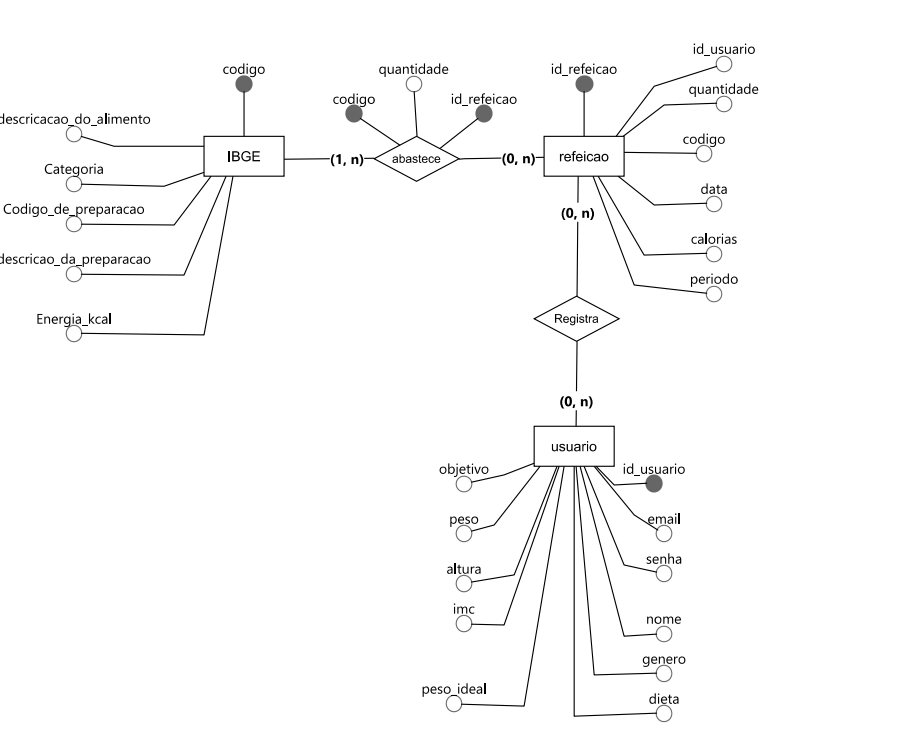 id_usuario
codigo
quantidade
id_refeicao
quantidade
codigo
id_refeicao
descricacao_do_alimento
codigo
IBGE
(1, n)
abastece
(0, n)
refeicao
Categoria
data
Codigo_de_preparacao
(0, n)
calorias
descricao_da_preparacao
periodo
Energia_kcal
Registra
(0, n)
usuario
objetivo
id_usuario
peso
email
senha
altura
imc
nome
genero
peso_ideal
dieta